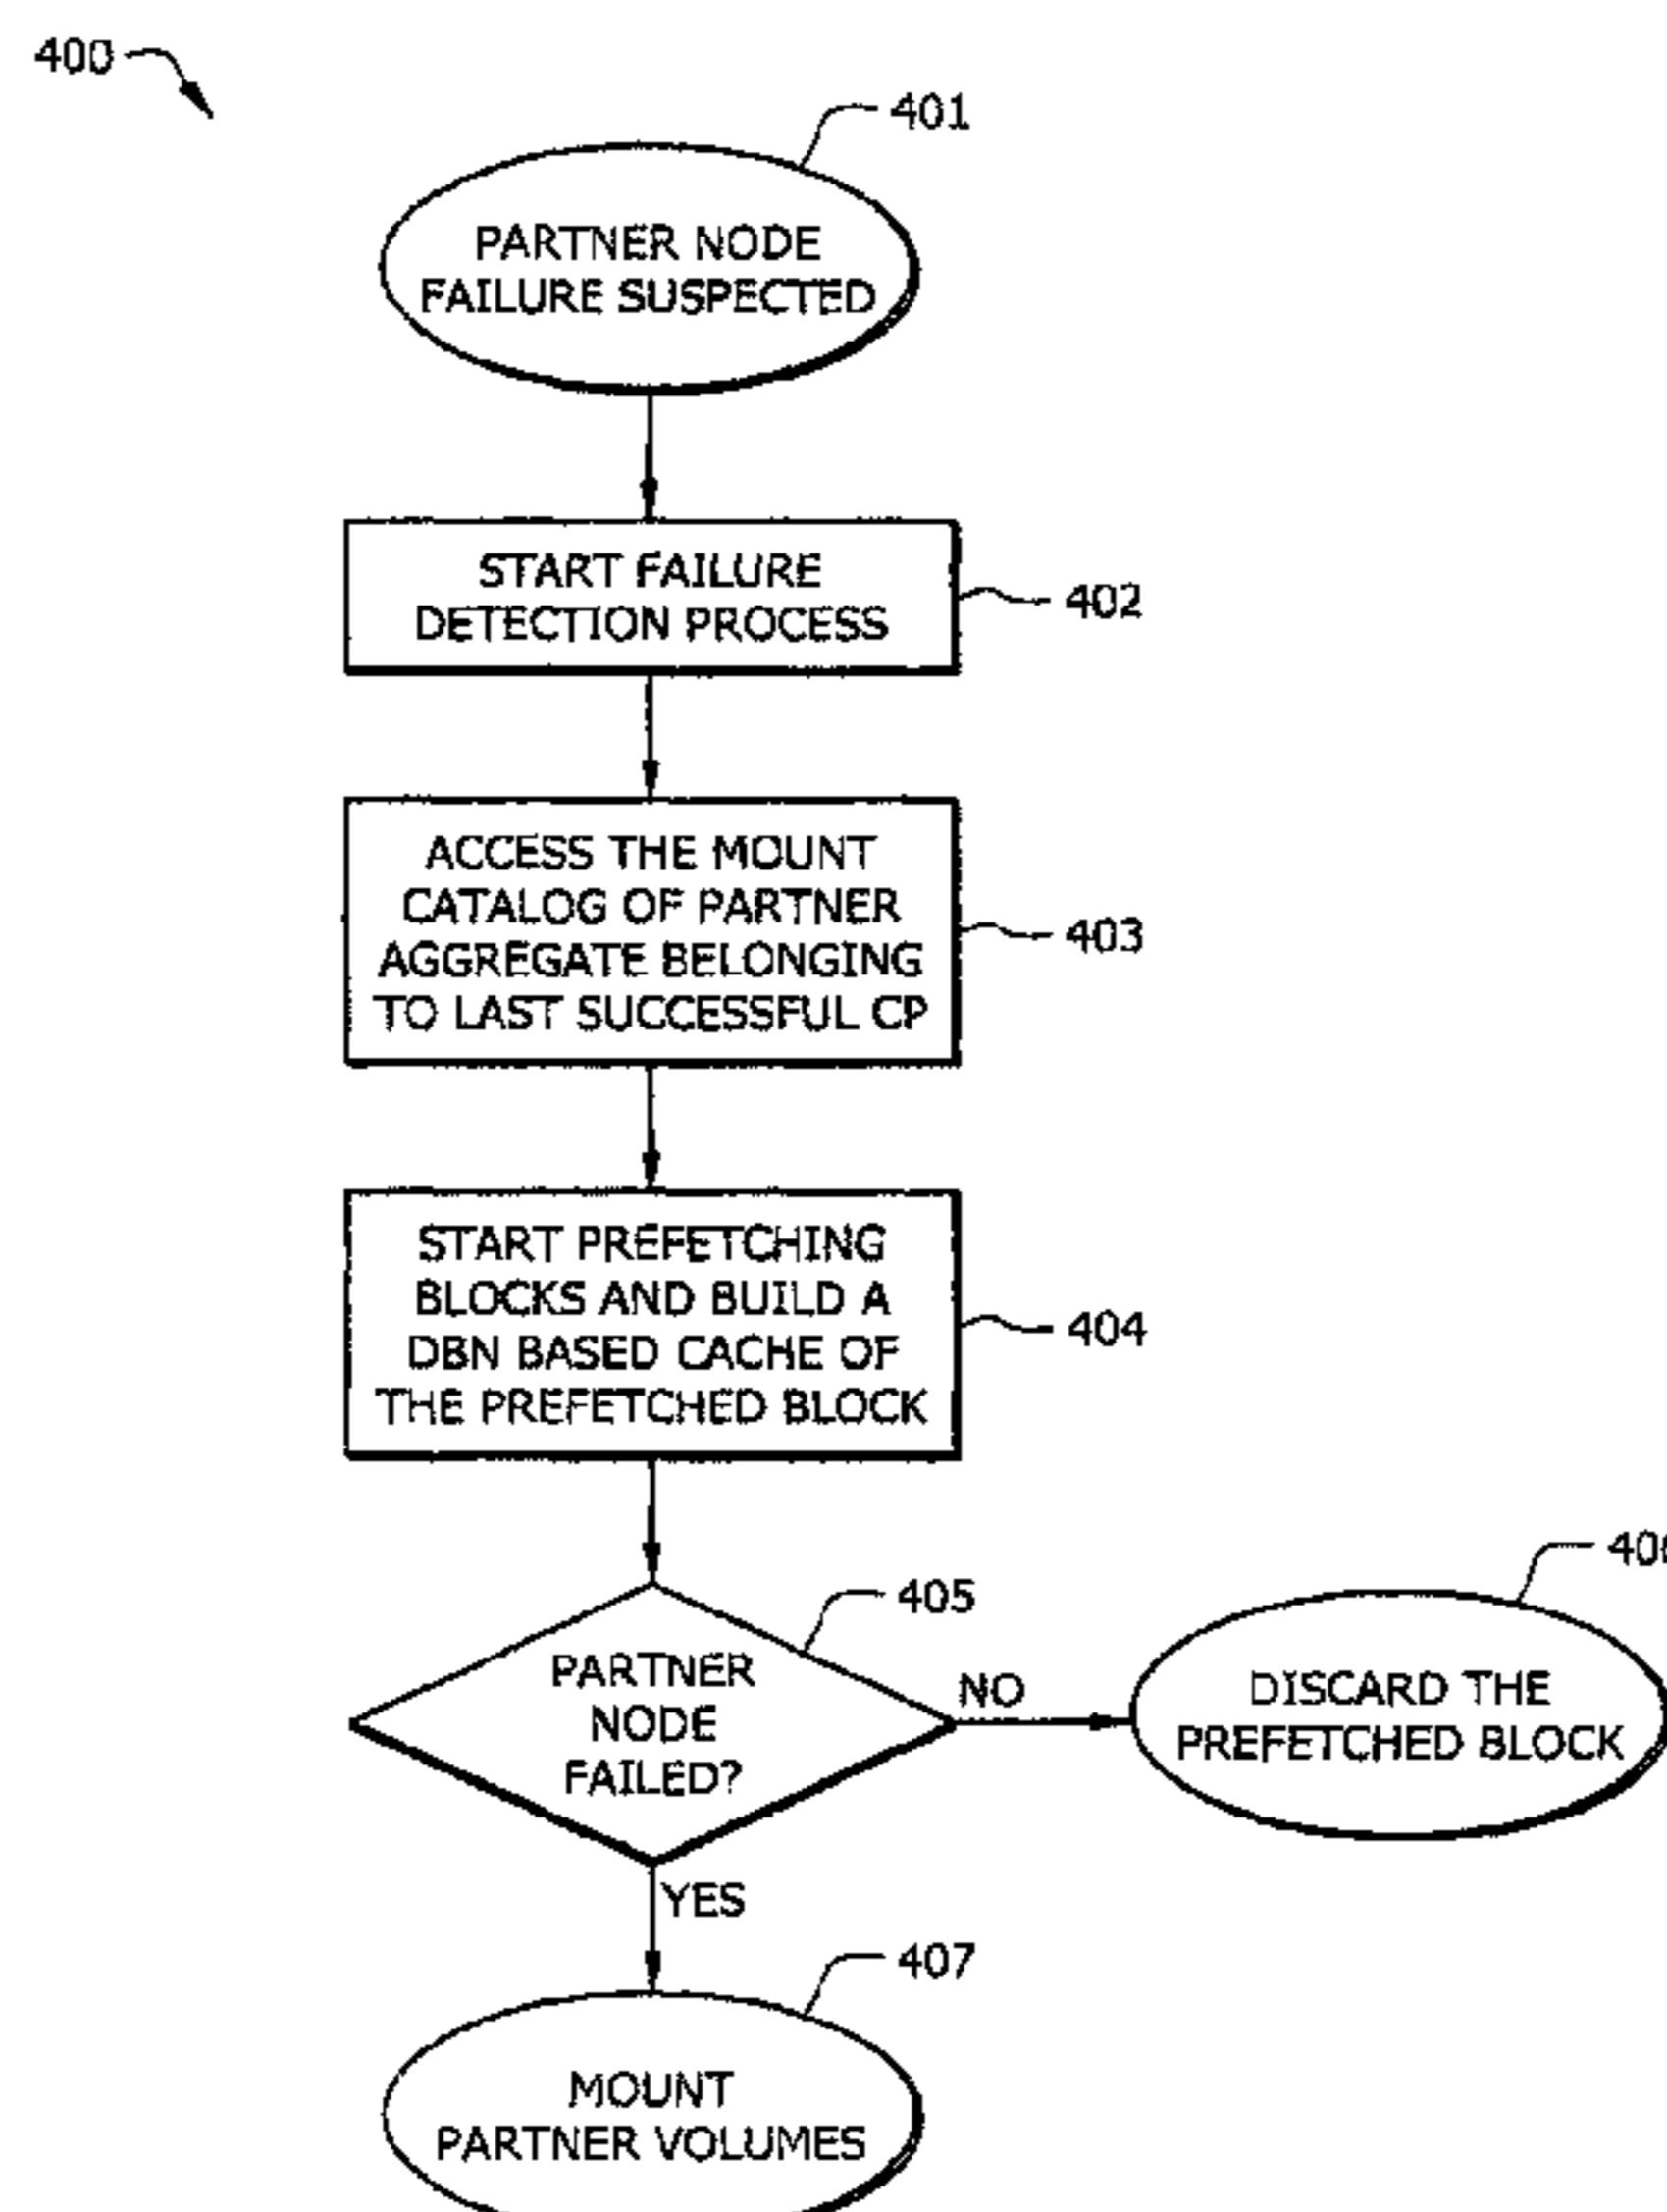 400
401
PARTNER NODE
FAILURE SUSPECTED
START FAILURE
DETECTION PROCESS
402
ACCESS THE MOUNT
CATALOG OF PARTNER
AGGREGATE BELONGING
TO LAST SUCCESSFUL CP
403
START PREFETCHING
BLOCKS AND BUILD A
DBN BASED CACHE OF
THE PREFETCHED BLOCK
404
405
PARTNER
NODE
FAILED?
NO
DISCARD THE
PREFETCHED BLOCK
YES
407
MOUNT
PARTNER VOLUMES